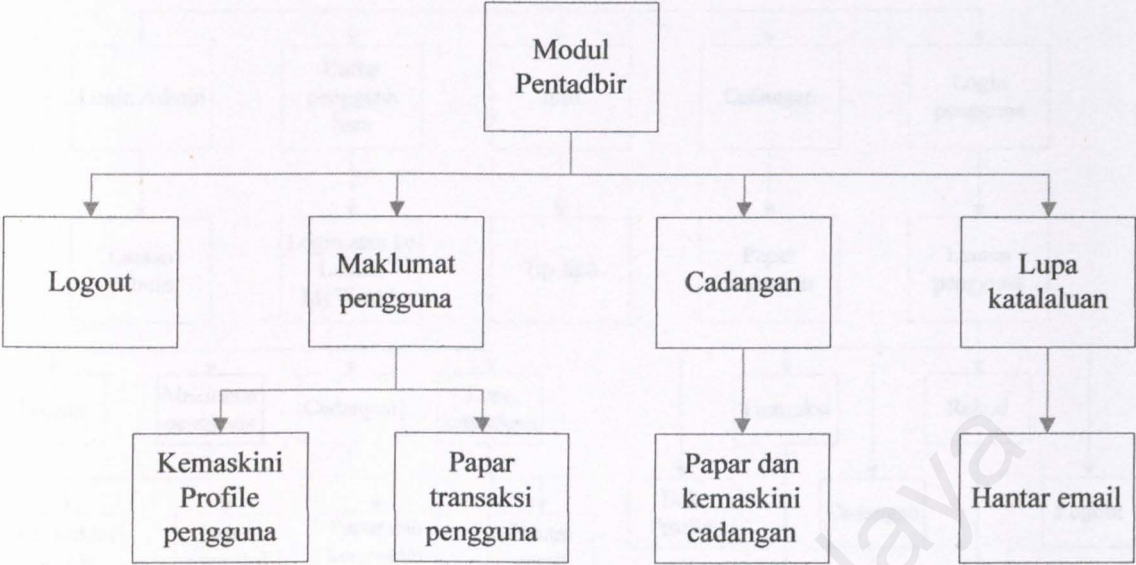 Modul
Pentadbir
Logout
Maklumat
pengguna
Cadangan
Lupa
katalaluan
Kemaskini
Profile
pengguna
Papar
transaksi
pengguna
Papar dan
kemaskini
cadangan
Hantar email